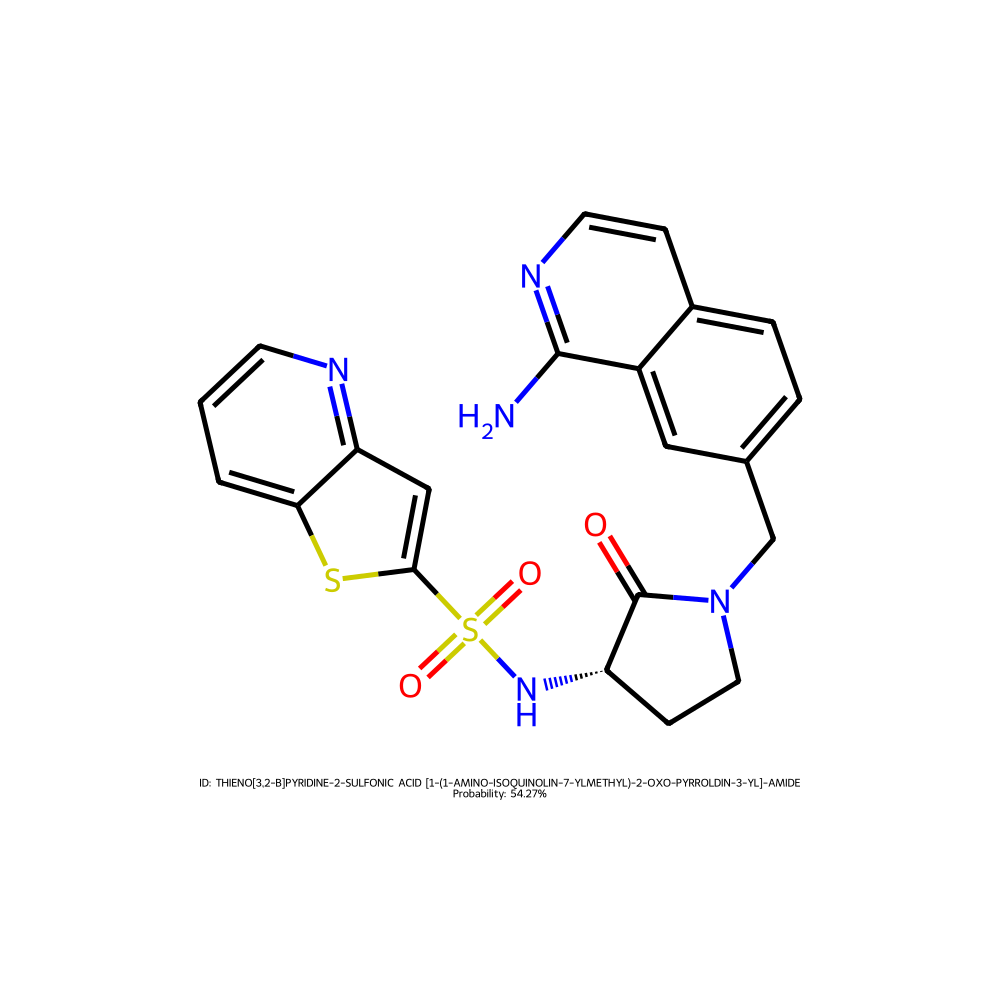 N
N
H₂N
O
O
N
S
S
O
N
H
ID: THIENO[3,2-B]PYRIDINE-2-SULFONIC ACID [1-(1-AMINO-ISOQUINOLIN-7-YLMETHYL)-2-OXO-PYRROLDIN-3-YL]-AMIDE
Probability: 54.27%